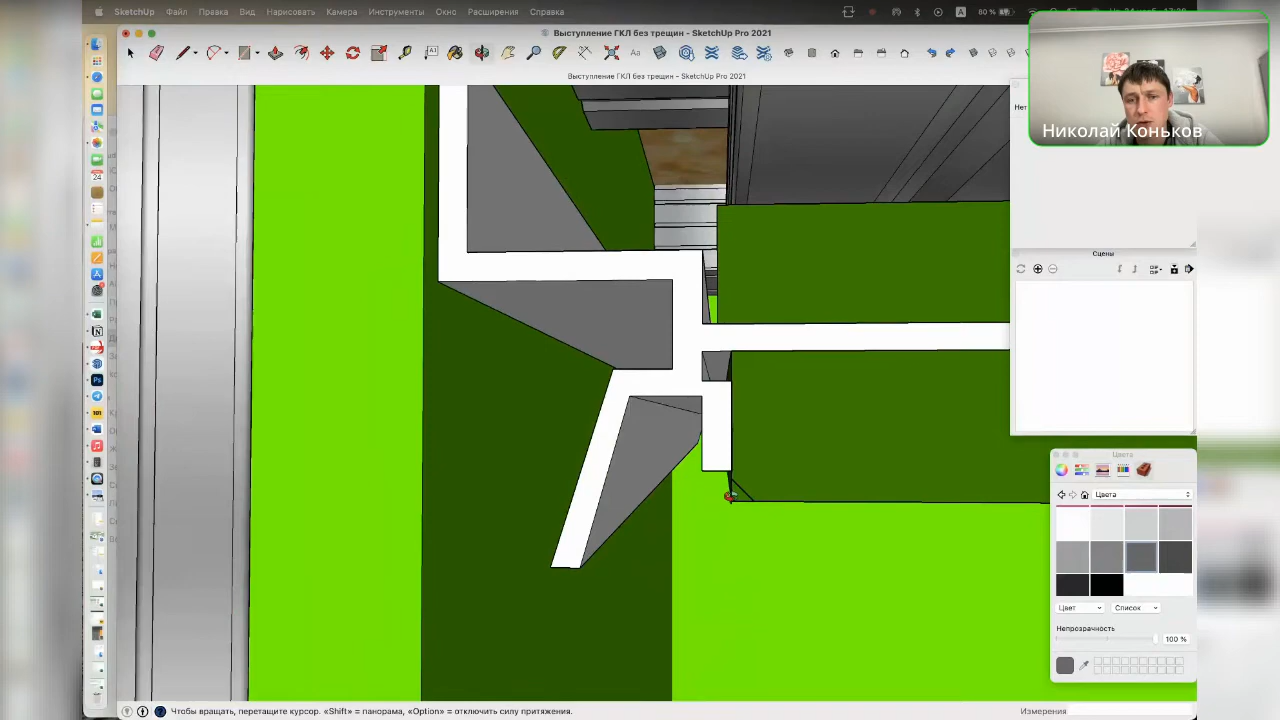 SketchUp Файл Правка Вид Нарисовать Камера Инструменты Окно Расширения Справка
80 %
Выступление ГКЛ без трещин - SketchUp Pro 2021
Выступление ГКЛ без трещин - SketchUp Pro 2021
Нет
Николай Коньков
Сцены
Цвета
Цвета
Цвет
Список
Непрозрачность
100 %
Чтобы вращать, перетащите курсор. «Shift» = панорама, «Option» = отключить силу притяжения.
Измерения